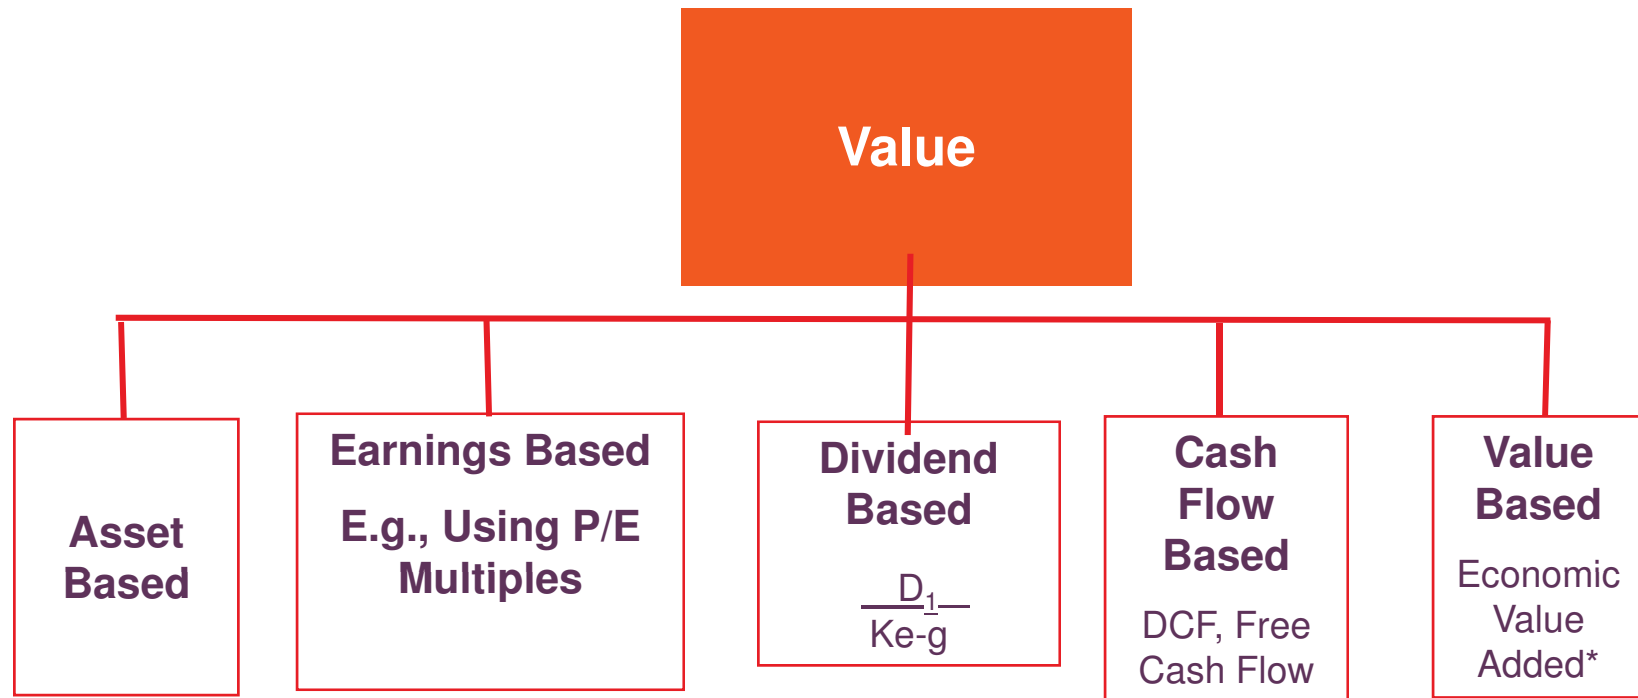 Value
Asset
Based
Earnings Based
E.g., Using P/E
Multiples
Dividend
Based
D1
Ke-g
Cash
Flow
Based
DCF, Free
Cash Flow
Value
Based
Economic
Value
Added*